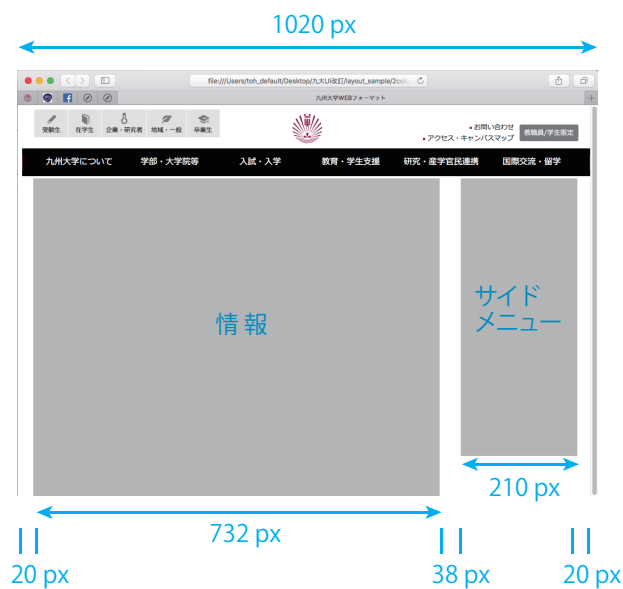 1020 px
file:///Users/toh_default/Desktop/九大UI改訂/layout_sample/2colu
九州大学WEBフォーマット
受験生 在学生 企業・研究者 地域・一般 卒業生
• お問い合わせ
• アクセス・キャンパスマップ
教職員/学生限定
九州大学について 学部・大学院等 入試・入学 教育・学生支援 研究・産学官民連携 国際交流・留学
情報
サイド
メニュー
210 px
732 px
20 px 38 px 20 px